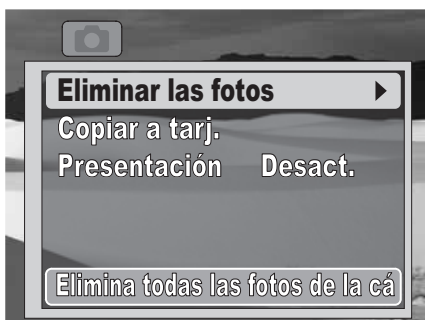 Eliminar las fotos
Copiar a tarj.
Presentación Desact.
Elimina todas las fotos de la cá